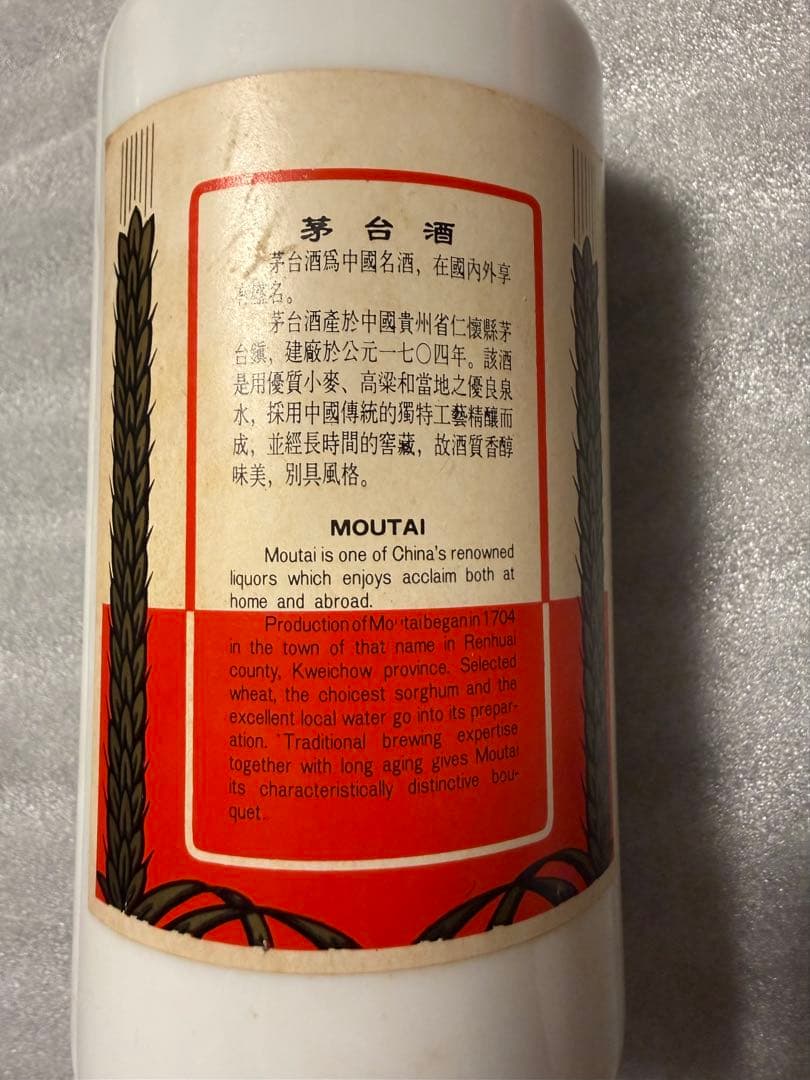 茅台酒
茅台酒爲中國名酒，在國內外享
盛名。
茅台酒產於中國貴州省仁懷縣茅
台鎮，建廠於公元一七〇四年。該酒
是用優質小麥、高梁和當地之優良泉
水，採用中國傳統的獨特工藝精釀而
成，並經長時間的窖藏，故酒質香醇
味美，別具風格。
MOUTAI
Moutai is one of China's renowned
liquors which enjoys acclaim both at
home and abroad.
Production of Moutai began in 1704
in the town of that name in Renhuai
county, Kweichow province. Selected
wheat, the choicest sorghum and the
excellent local water go into its prepar-
ation. Traditional brewing expertise
together with long aging gives Moutai
its characteristically distinctive bou-
quet.